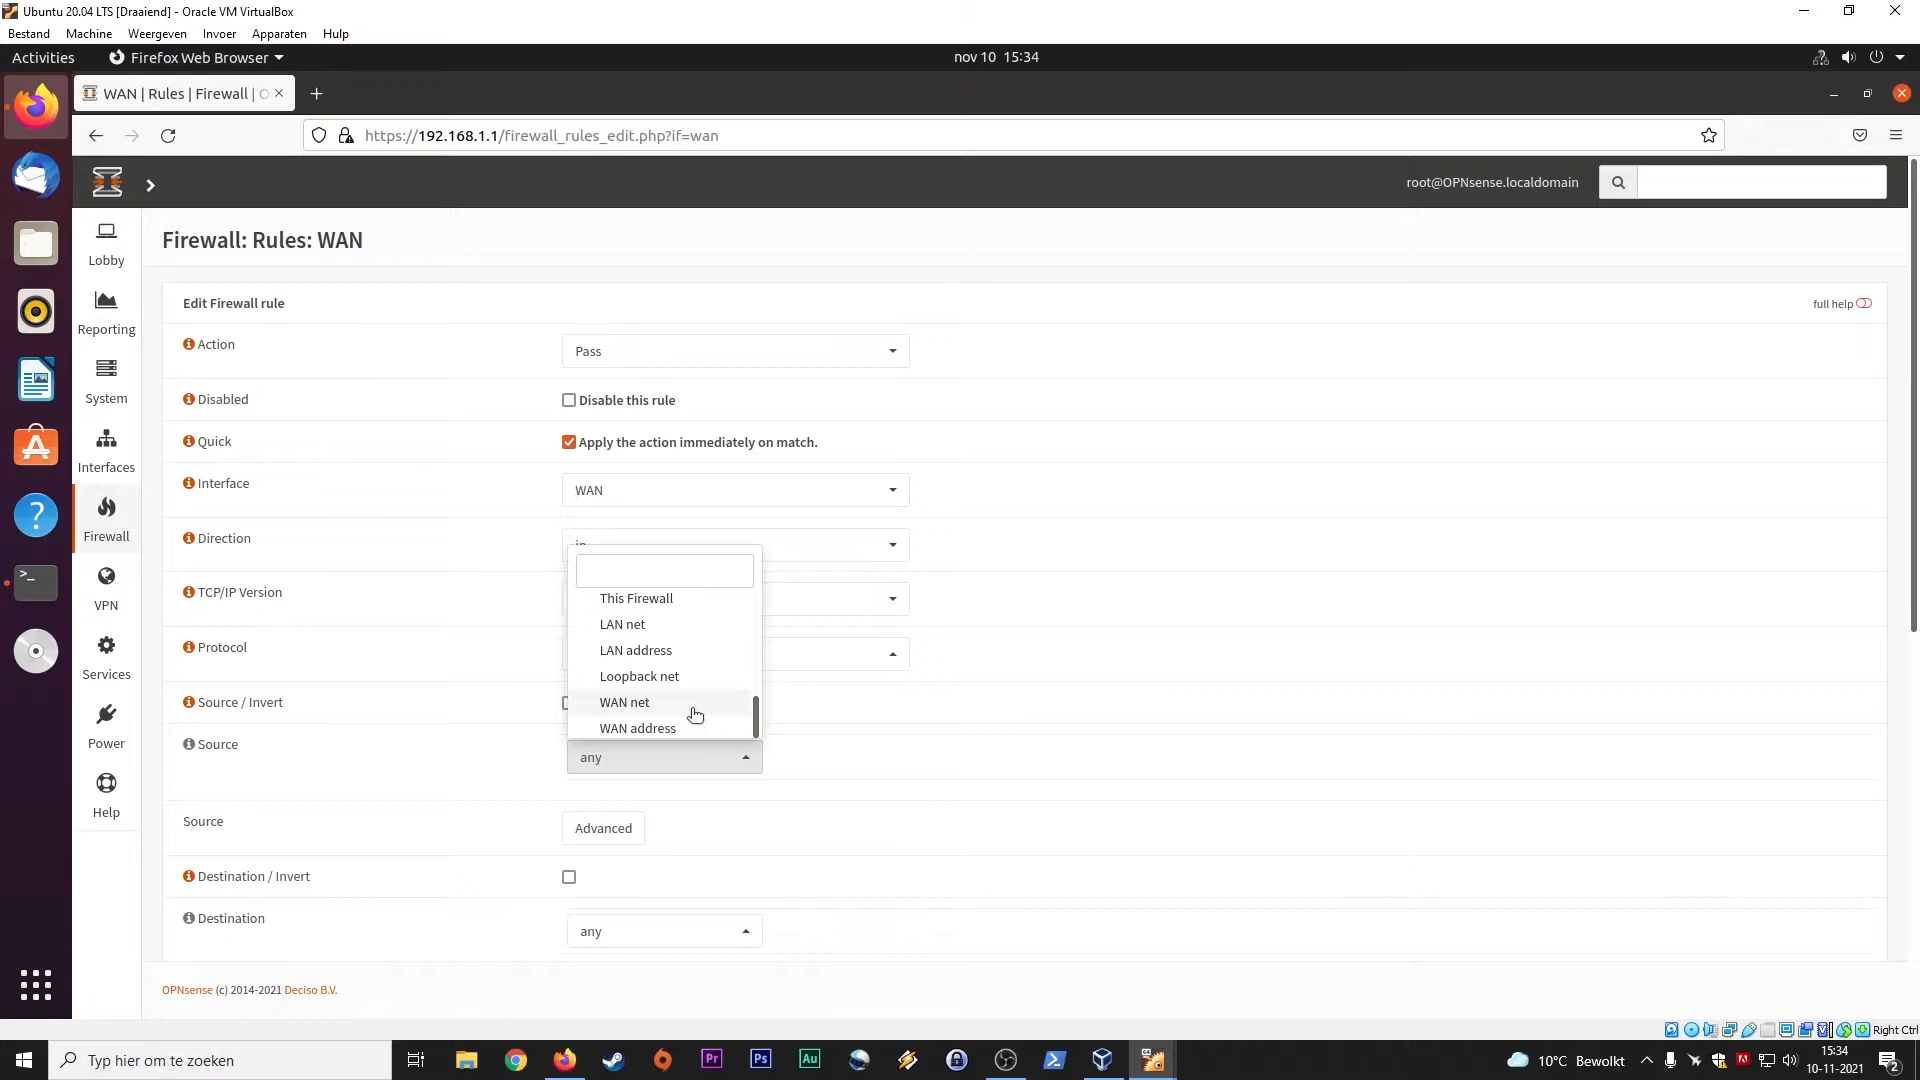 Ubuntu 20.04 LTS [Draaiend] - Oracle VM VirtualBox
Bestand Machine Weergeven Invoer Apparaten Hulp
Activities Firefox Web Browser nov 10 15:34
WAN | Rules | Firewall |
https://192.168.1.1/firewall_rules_edit.php?if=wan
root@OPNsense.localdomain
Lobby
Reporting
System
Interfaces
Firewall
VPN
Services
Power
Help
Firewall: Rules: WAN
Edit Firewall rule full help
Action Pass
Disabled Disable this rule
Quick Apply the action immediately on match.
Interface WAN
Direction
TCP/IP Version
Protocol
Source / Invert
This Firewall
LAN net
LAN address
Loopback net
WAN net
WAN address
Source any
Source Advanced
Destination / Invert
Destination any
OPNsense (c) 2014-2021 Deciso B.V.
Right Ctrl
Typ hier om te zoeken
Pr Ps Au
10°C Bewolkt
15:34
10-11-2021
2